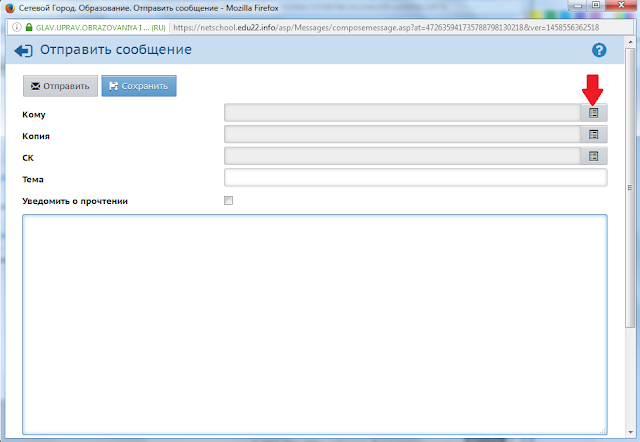 Сетевой Город. Образование. Отправить сообщение - Mozilla Firefox
GLAV.UPRAV.OBRAZOVANIYA I ... (RU) https://netschool.edu22.info/asp/Messages/composemessage.asp?at=472635941735788798130218&ver=1458556362518
Отправить сообщение
Отправить Сохранить
Кому
Копия
СК
Тема
Уведомить о прочтении